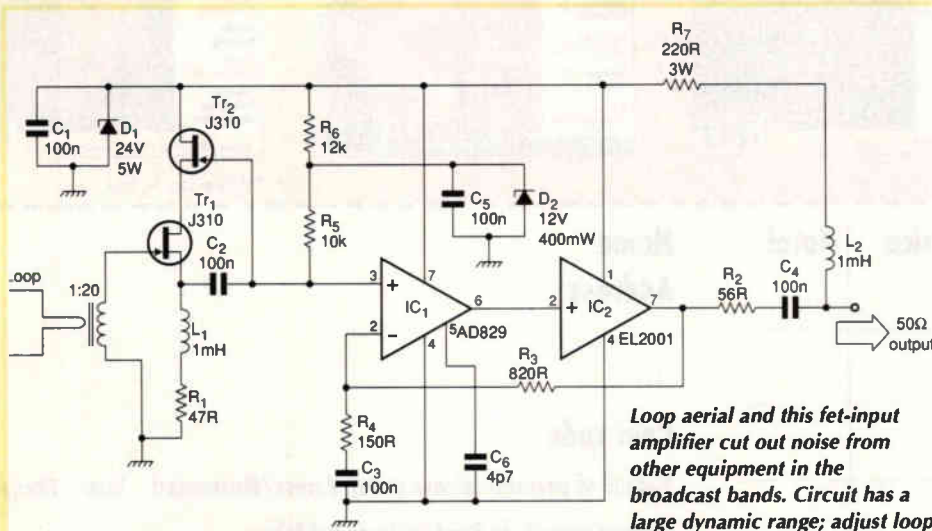 R7
220R
3W
Tr2
J310
C1
100n
D1
24V
5W
R6
12k
C5
100n
D2
12V
400mW
Tr1
J310
C2
100n
R5
10k
L2
1mH
Loop
1:20
3
7
IC1
6
2
5
AD829
4
1
2
IC2
7
4
EL2001
R2
56R
C4
100n
50Ω
output
L1
1mH
R3
820R
R1
47R
R4
150R
C3
100n
C6
4p7
Loop aerial and this fet-input
amplifier cut out noise from
other equipment in the
broadcast bands. Circuit has a
large dynamic range; adjust loop